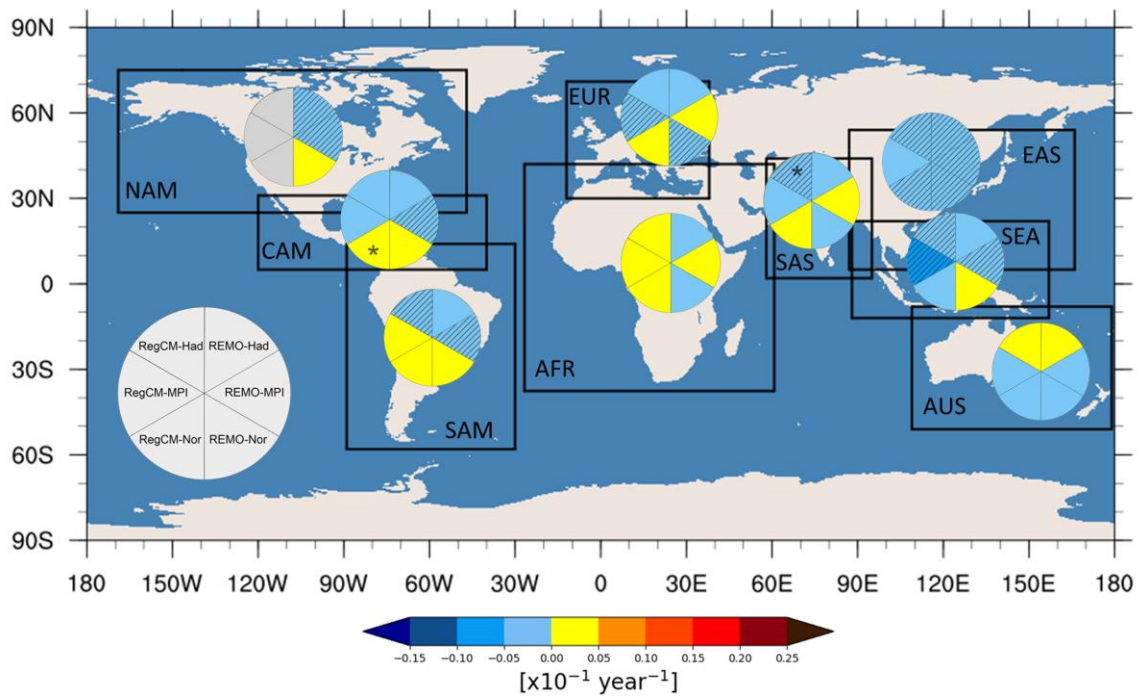 90N
60N
30N
0
30S
60S
90S
NAM
CAM
*
SAM
EUR
AFR
*
SAS
EAS
SEA
AUS
RegCM-Had REMO-Had
RegCM-MPI REMO-MPI
RegCM-Nor REMO-Nor
180 150W 120W 90W 60W 30W 0 30E 60E 90E 120E 150E 180
−0.15 −0.10 −0.05 −0.00 0.00 0.05 0.10 0.15 0.20 0.25
[x10⁻¹ year⁻¹]